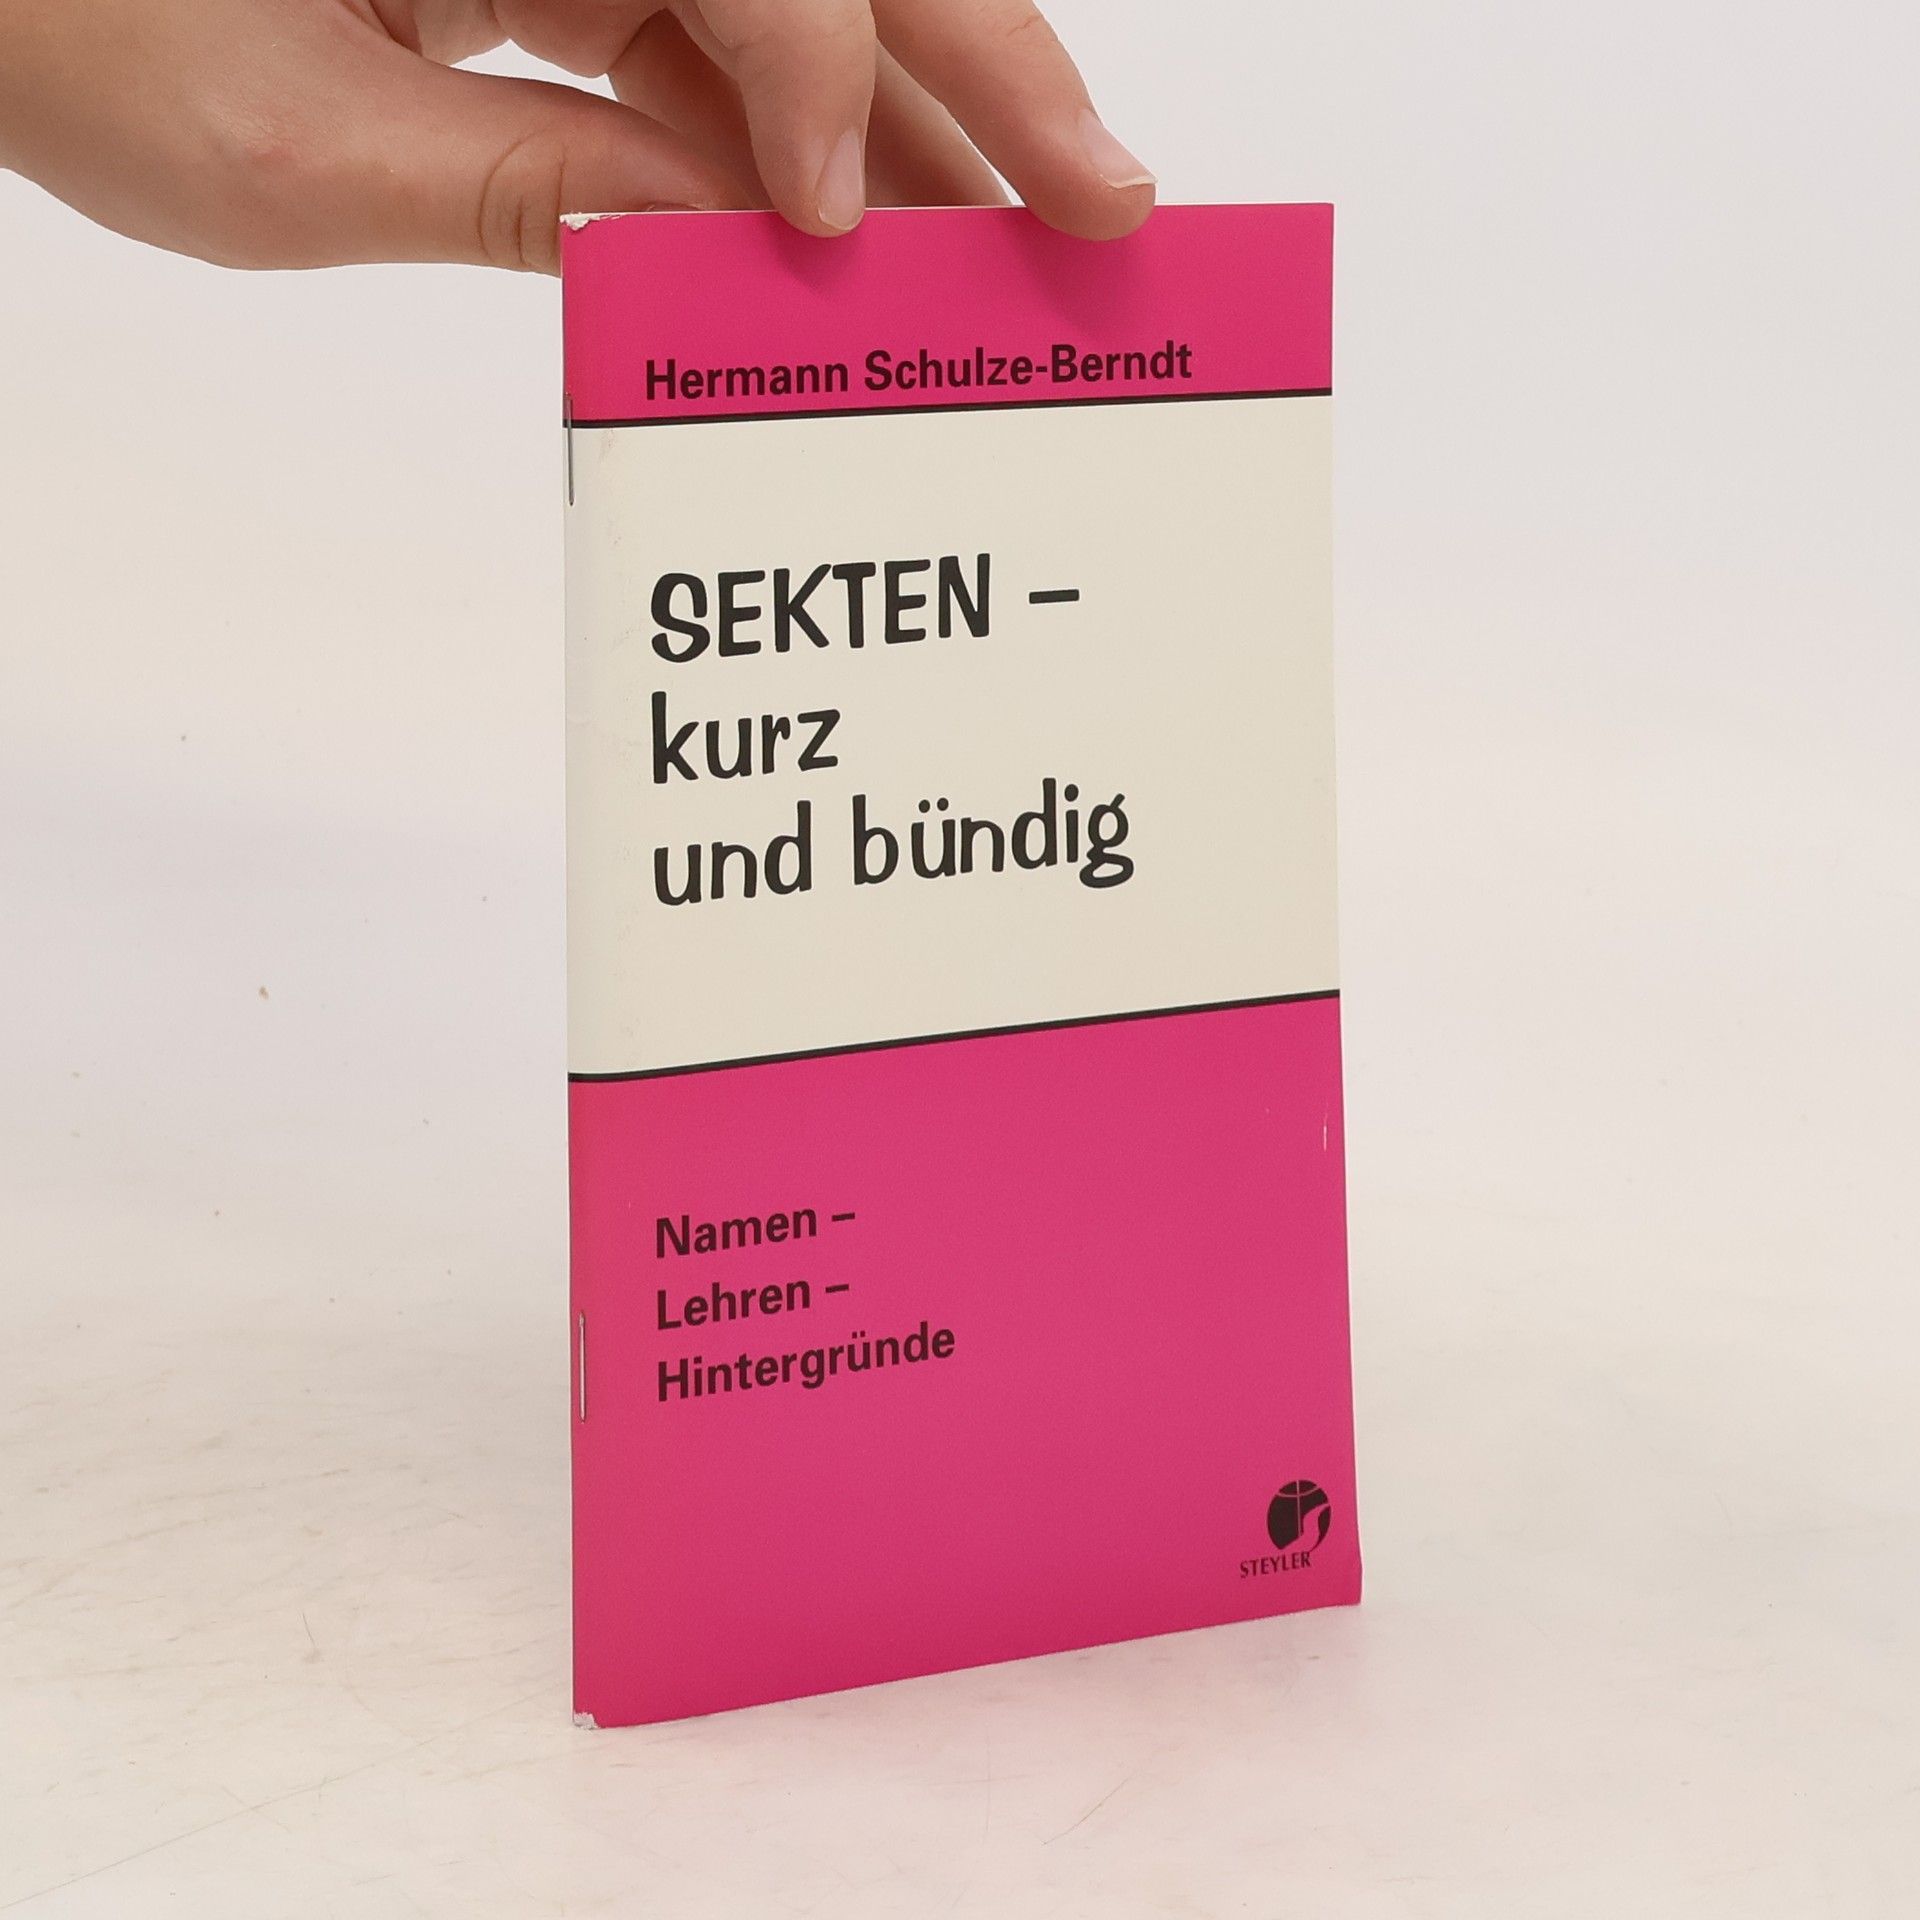 Hermann Schulze-Berndt
SEKTEN –
kurz
und bündig
Namen –
Lehren –
Hintergründe
STEYLER